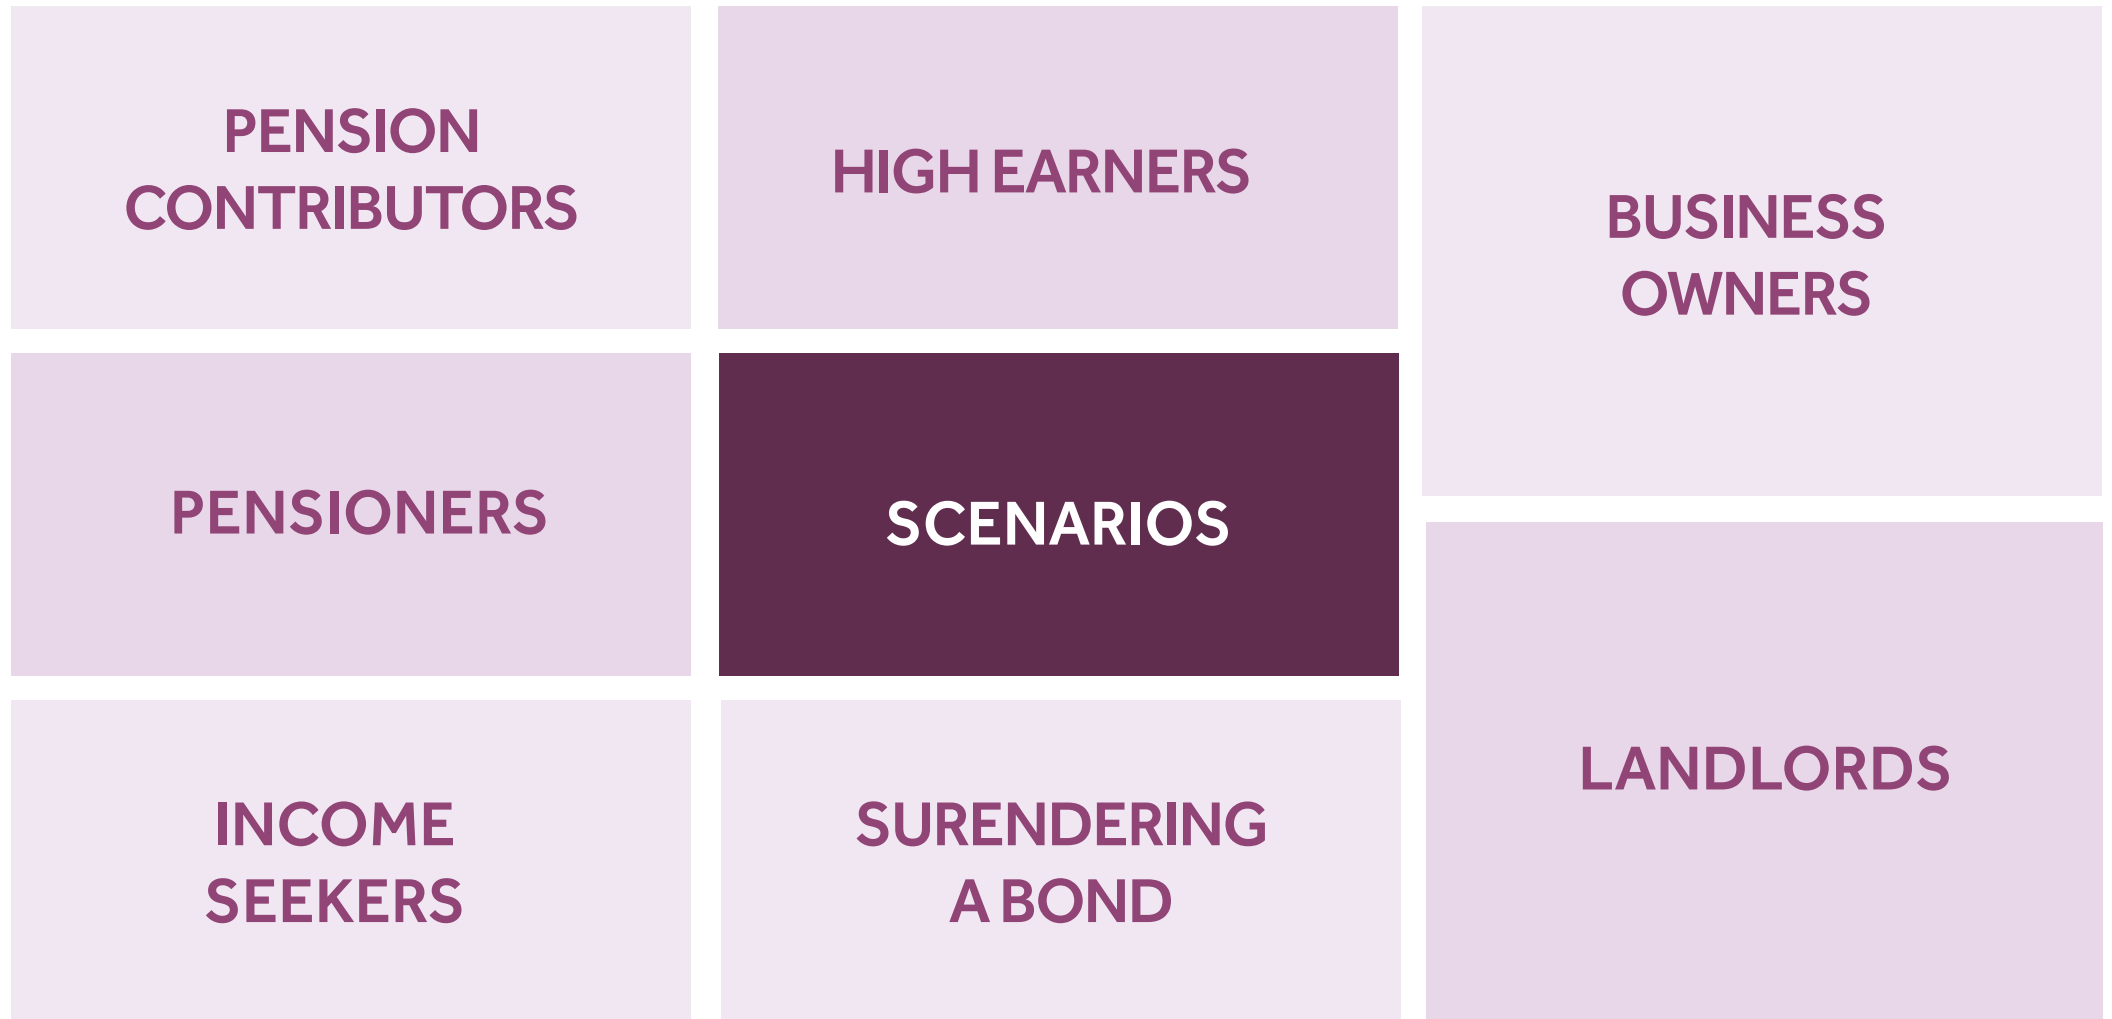 PENSION
CONTRIBUTORS
HIGH EARNERS
BUSINESS
OWNERS
PENSIONERS
SCENARIOS
INCOME
SEEKERS
SURENDERING
A BOND
LANDLORDS